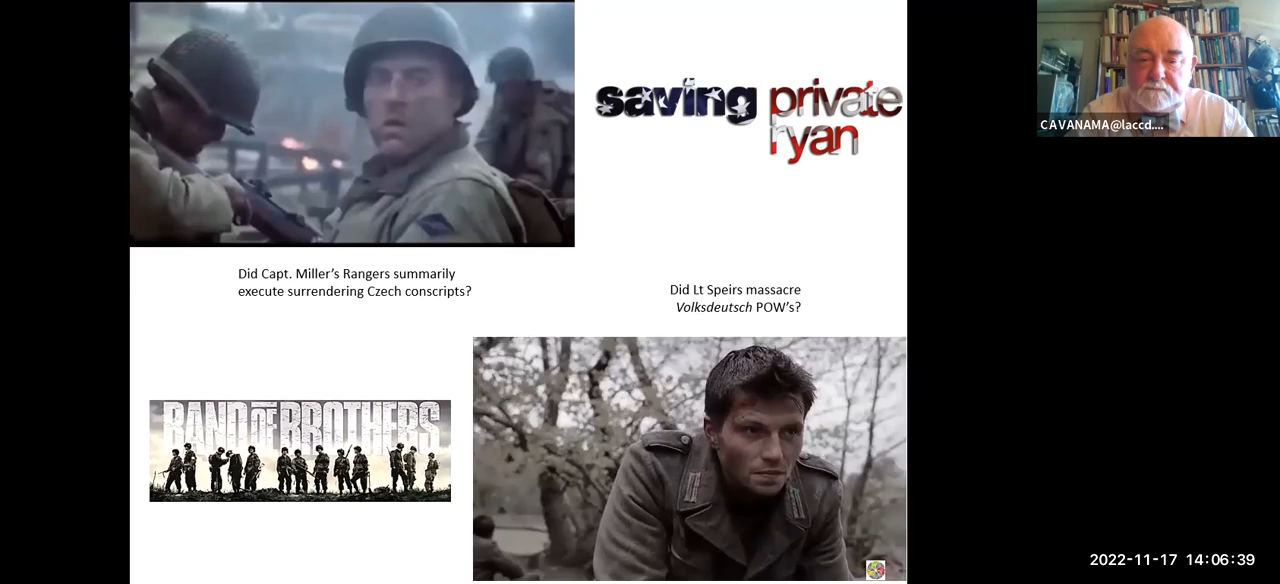 saving private
ryan
CAVANAMA@laccd....
Did Capt. Miller's Rangers summarily
execute surrendering Czech conscripts?
Did Lt Speirs massacre
Volksdeutsch POW's?
BAND OF BROTHERS
2022-11-17 14:06:39